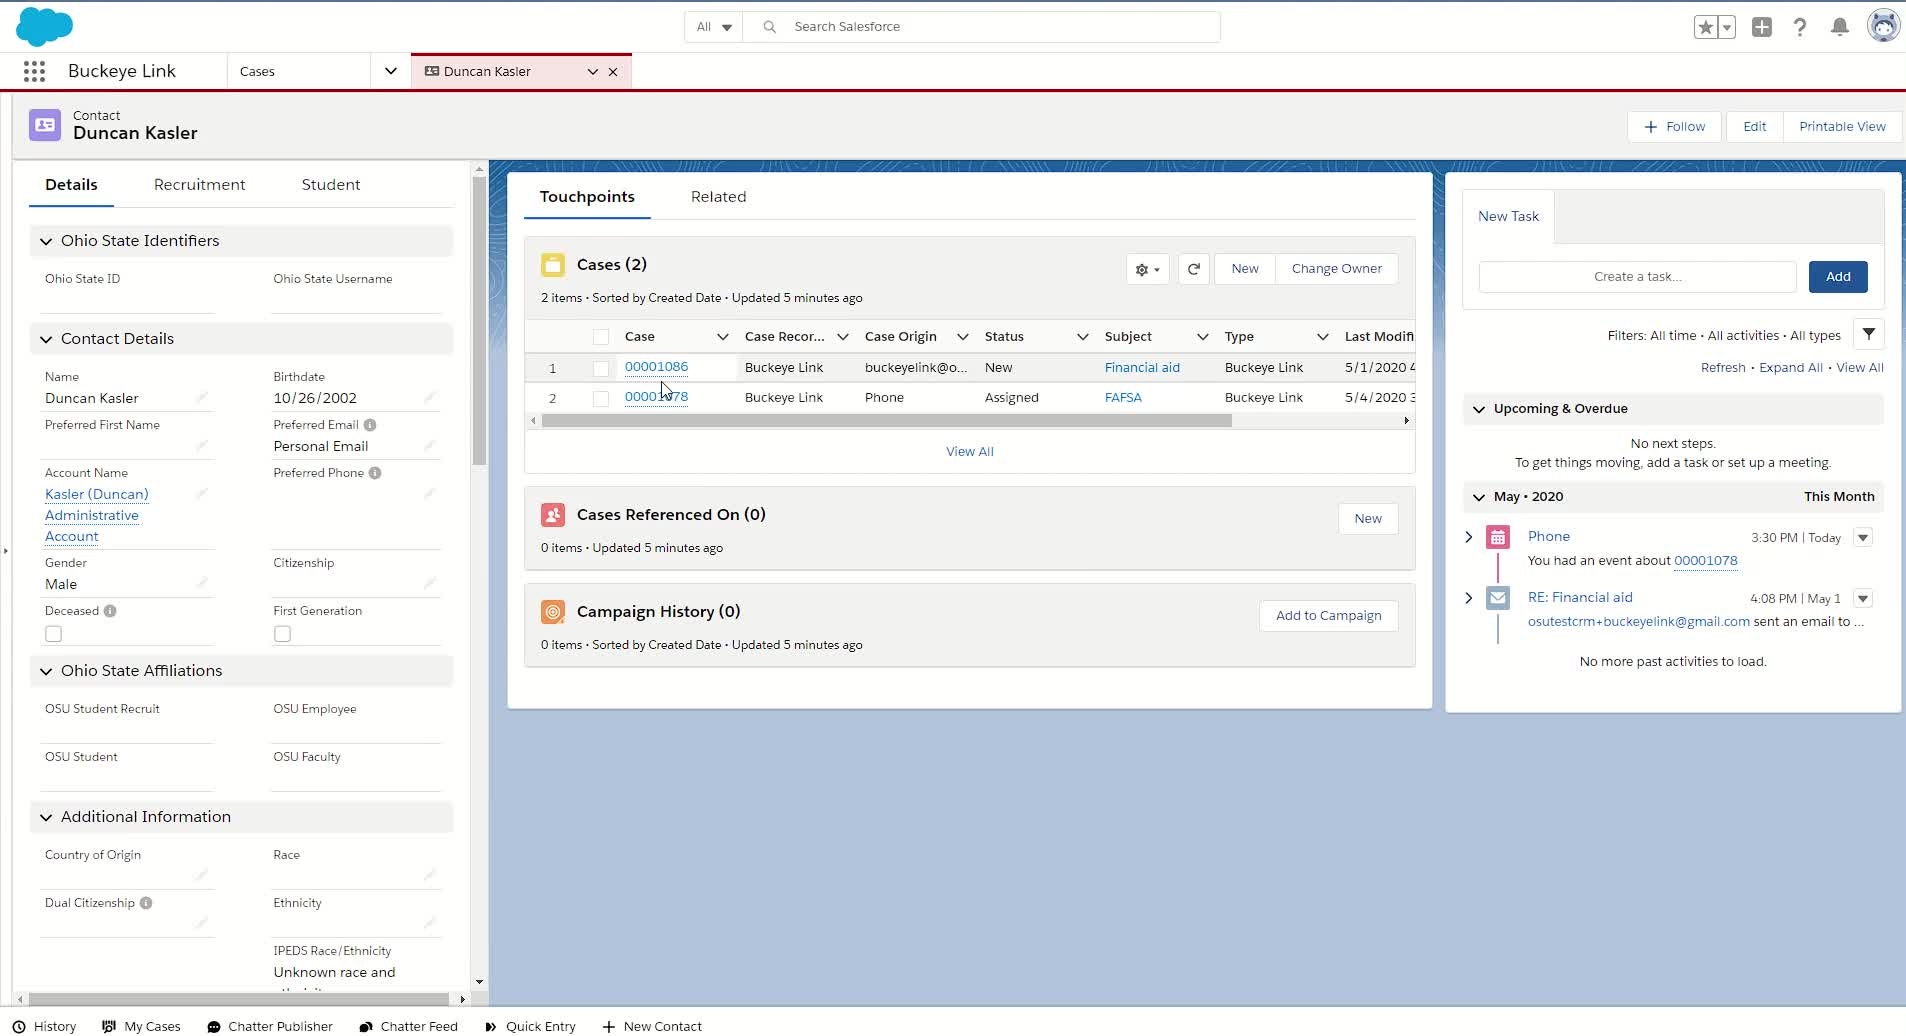 All
Search Salesforce
Buckeye Link
Cases
Duncan Kasler
Contact
Duncan Kasler
Follow
Edit
Printable View
Details
Recruitment
Student
Ohio State Identifiers
Ohio State ID
Ohio State Username
Contact Details
Name
Birthdate
Duncan Kasler
10/26/2002
Preferred First Name
Preferred Email
Personal Email
Account Name
Preferred Phone
Kasler (Duncan)
Administrative
Account
Gender
Citizenship
Male
Deceased
First Generation
Ohio State Affiliations
OSU Student Recruit
OSU Employee
OSU Student
OSU Faculty
Additional Information
Country of Origin
Race
Dual Citizenship
Ethnicity
IPEDS Race/Ethnicity
Unknown race and
Touchpoints
Related
Cases (2)
New
Change Owner
2 items • Sorted by Created Date • Updated 5 minutes ago
Case
Case Recor...
Case Origin
Status
Subject
Type
Last Modifi
1
00001086
Buckeye Link
buckeyelink@o...
New
Financial aid
Buckeye Link
5/1/2020 4
2
00001078
Buckeye Link
Phone
Assigned
FAFSA
Buckeye Link
5/4/2020 3
View All
Cases Referenced On (0)
New
0 items • Updated 5 minutes ago
Campaign History (0)
Add to Campaign
0 items • Sorted by Created Date • Updated 5 minutes ago
New Task
Create a task...
Add
Filters: All time • All activities • All types
Refresh • Expand All • View All
Upcoming & Overdue
No next steps.
To get things moving, add a task or set up a meeting.
May • 2020
This Month
Phone
3:30 PM | Today
You had an event about 00001078
RE: Financial aid
4:08 PM | May 1
osutestcrm+buckeyelink@gmail.com sent an email to ...
No more past activities to load.
History
My Cases
Chatter Publisher
Chatter Feed
Quick Entry
New Contact